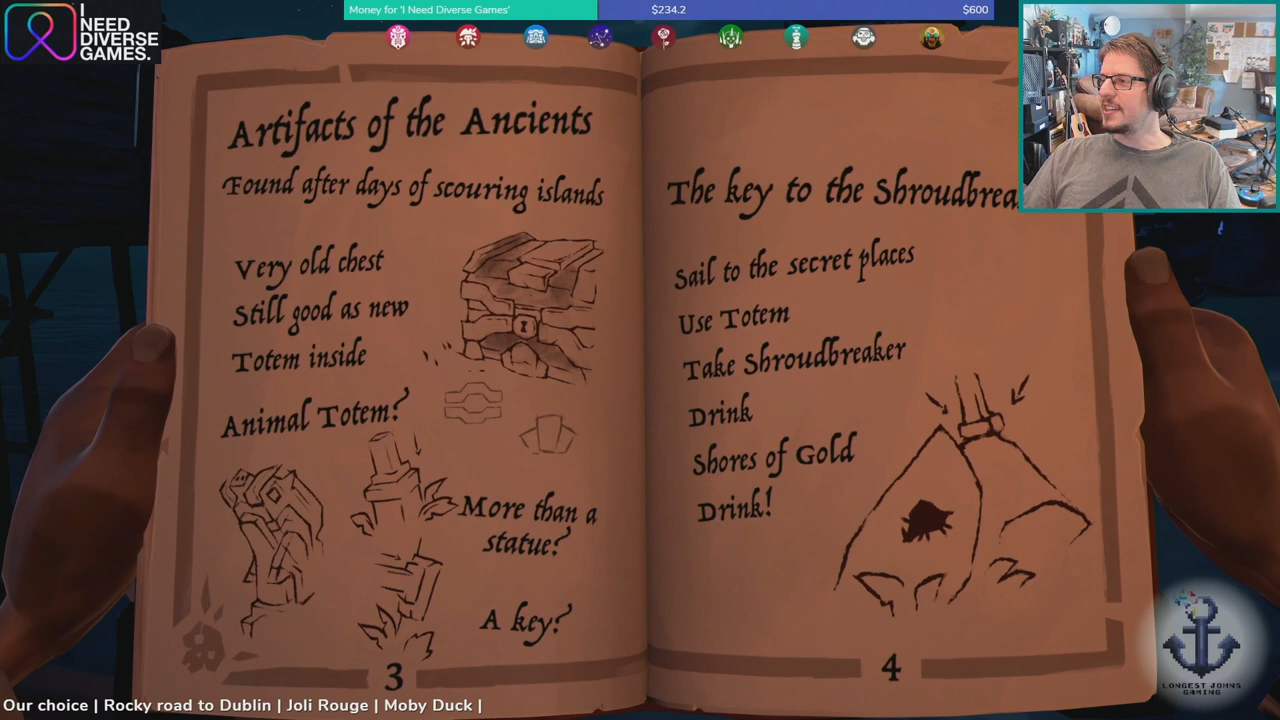 I
NEED
DIVERSE
GAMES.
Money for 'I Need Diverse Games'
$234.2
$600
Artifacts of the Ancients
Found after days of scouring islands
Very old chest
Still good as new
Totem inside
Animal Totem?
More than a
statue?
A key?
3
The key to the Shroudbrea
Sail to the secret places
Use Totem
Take Shroudbreaker
Drink
Shores of Gold
Drink!
4
LONGEST JOHNS
GAMING
Our choice | Rocky road to Dublin | Joli Rouge | Moby Duck |